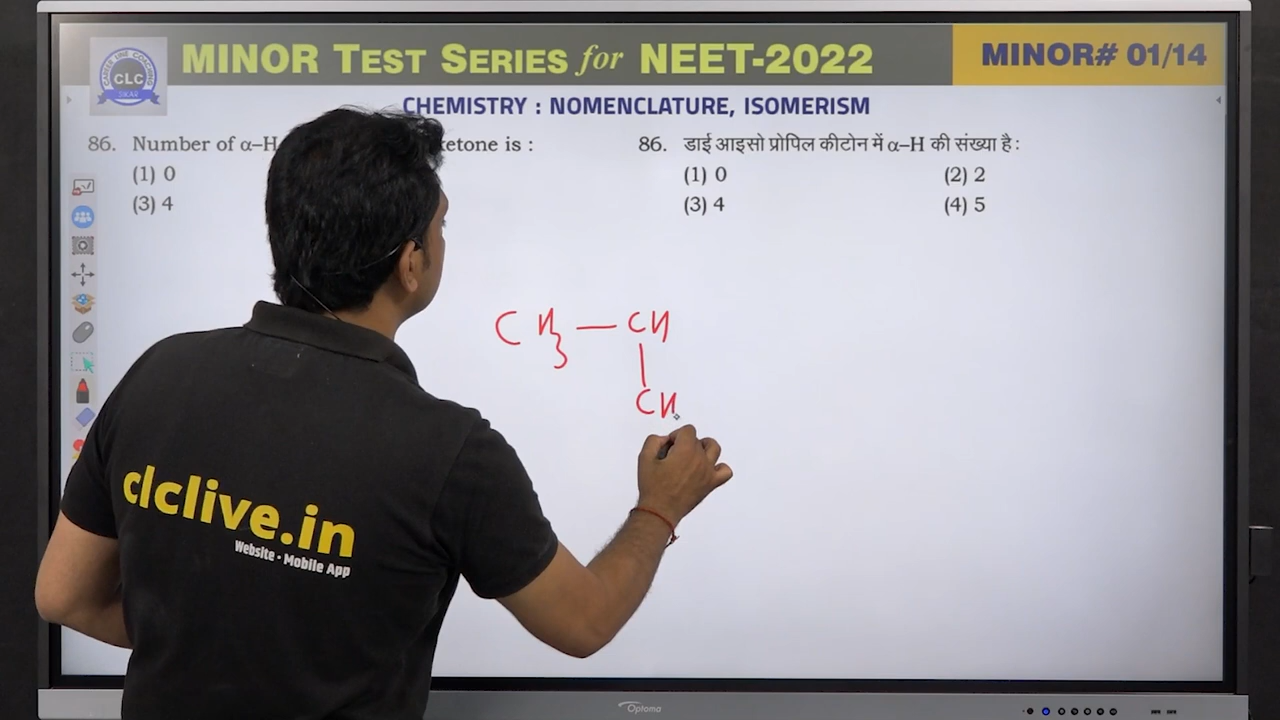 MINOR TEST SERIES for NEET-2022
MINOR# 01/14
CLC
SIKAR
CHEMISTRY : NOMENCLATURE, ISOMERISM
86. Number of α–H ketone is :
(1) 0
(3) 4
86. डाई आइसो प्रोपिल कीटोन में α–H की संख्या है :
(1) 0 (2) 2
(3) 4 (4) 5
CH3 — CH
|
CH
clclive.in
Website • Mobile App
Optoma